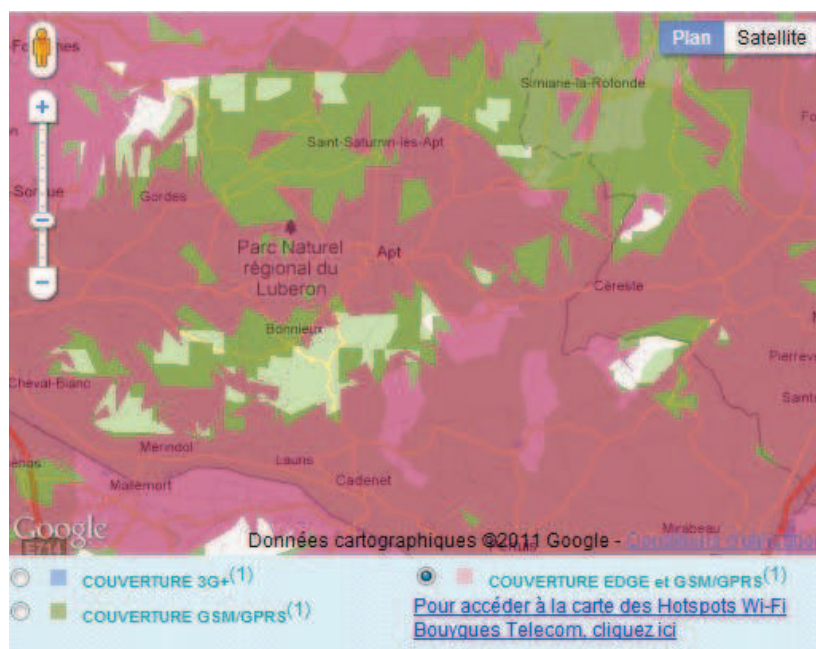 Plan Satellite
Simiane-la-Rotonde
Saint-Saturnin-lès-Apt
Gordes
Parc Naturel
régional du
Luberon
Apt
Céreste
Bonnieux
Cheval-Blanc
Mérindol
Lauris
Mallemort
Cadenet
Mirabeau
Google
E714
Données cartographiques ©2011 Google -
COUVERTURE 3G+(1)
COUVERTURE EDGE et GSM/GPRS(1)
COUVERTURE GSM/GPRS(1)
Pour accéder à la carte des Hotspots Wi-Fi
Bouygues Telecom, cliquez ici